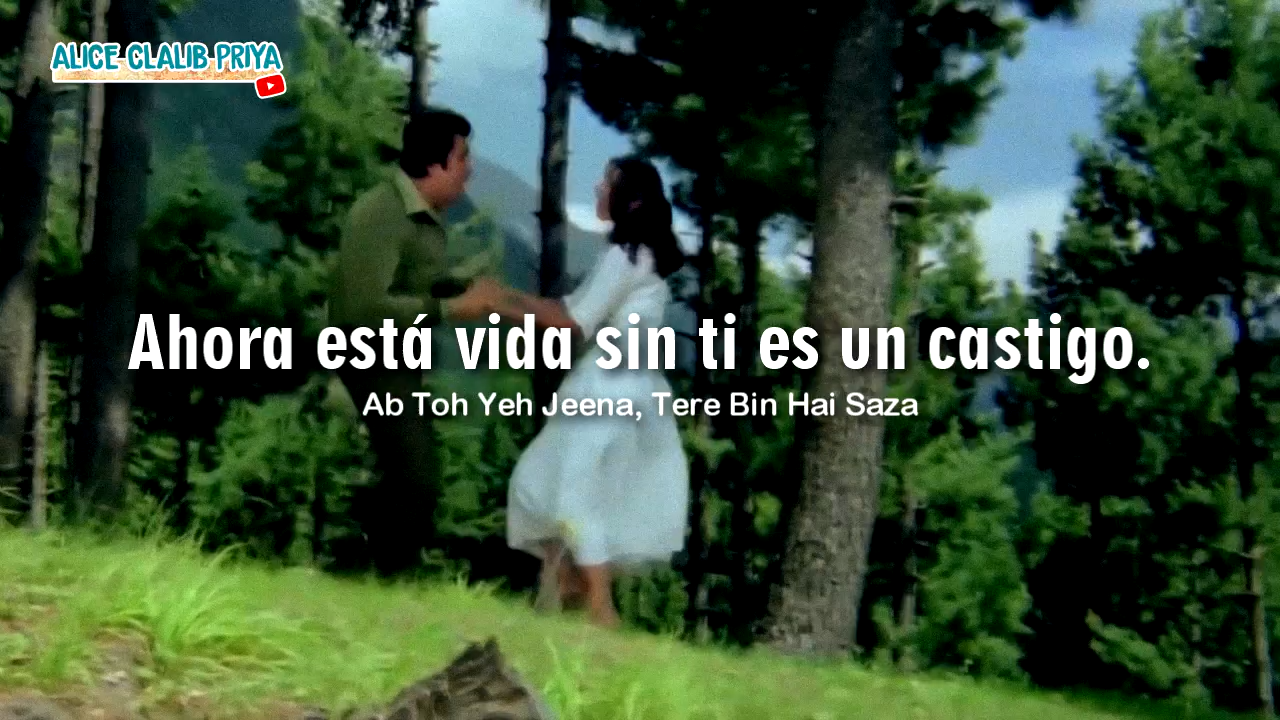 ALICE CLALIB PRIYA
Ahora está vida sin ti es un castigo.
Ab Toh Yeh Jeena, Tere Bin Hai Saza